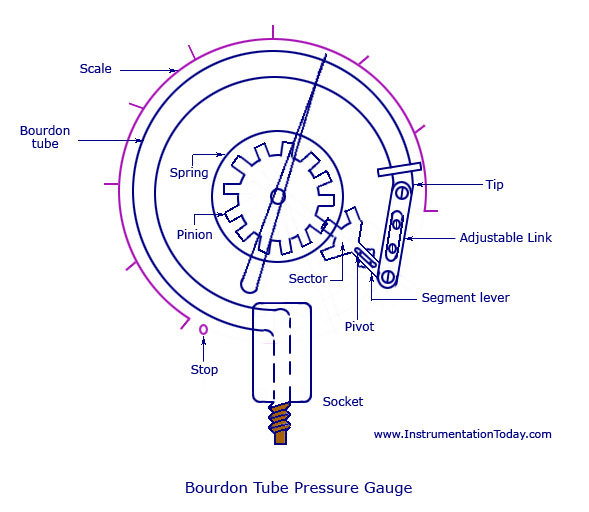 Scale
Bourdon
tube
Spring
Pinion
Tip
Adjustable Link
Sector
Segment lever
Pivot
Stop
Socket
www.InstrumentationToday.com
Bourdon Tube Pressure Gauge